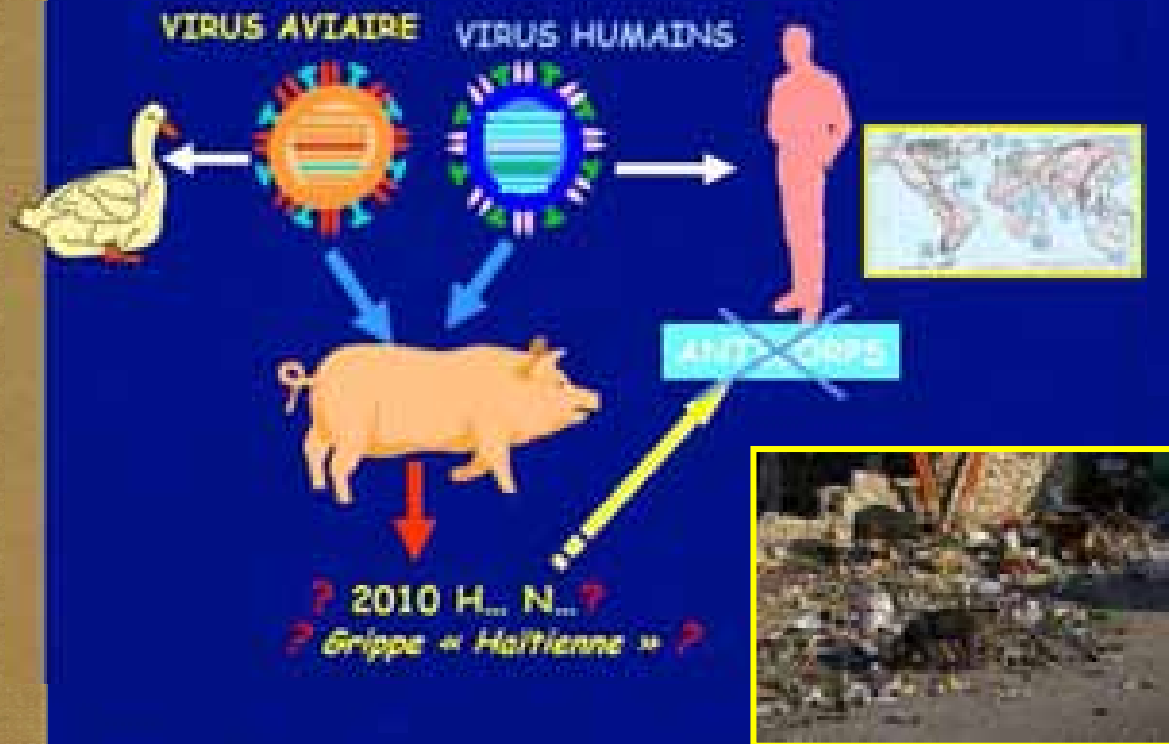 VIRUS AVIAIRE
VIRUS HUMAINS
? 2010 H... N...?
? Grippe « Haïtienne » ?